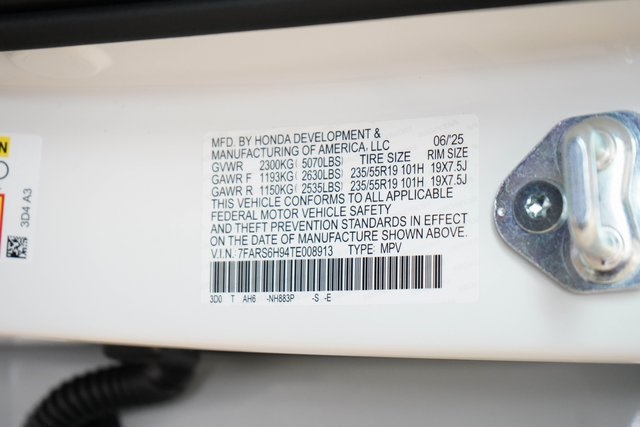 MFD. BY HONDA DEVELOPMENT &
MANUFACTURING OF AMERICA, LLC 06/'25
GVWR 2300KG( 5070LBS) TIRE SIZE RIM SIZE
GAWR F 1193KG( 2630LBS) 235/55R19 101H 19X7.5J
GAWR R 1150KG( 2535LBS) 235/55R19 101H 19X7.5J
THIS VEHICLE CONFORMS TO ALL APPLICABLE
FEDERAL MOTOR VEHICLE SAFETY
AND THEFT PREVENTION STANDARDS IN EFFECT
ON THE DATE OF MANUFACTURE SHOWN ABOVE.
V.I.N.: 7FARS6H94TE008913 TYPE: MPV
3D0 T AH6 -NH883P -S -E
3D4 A3